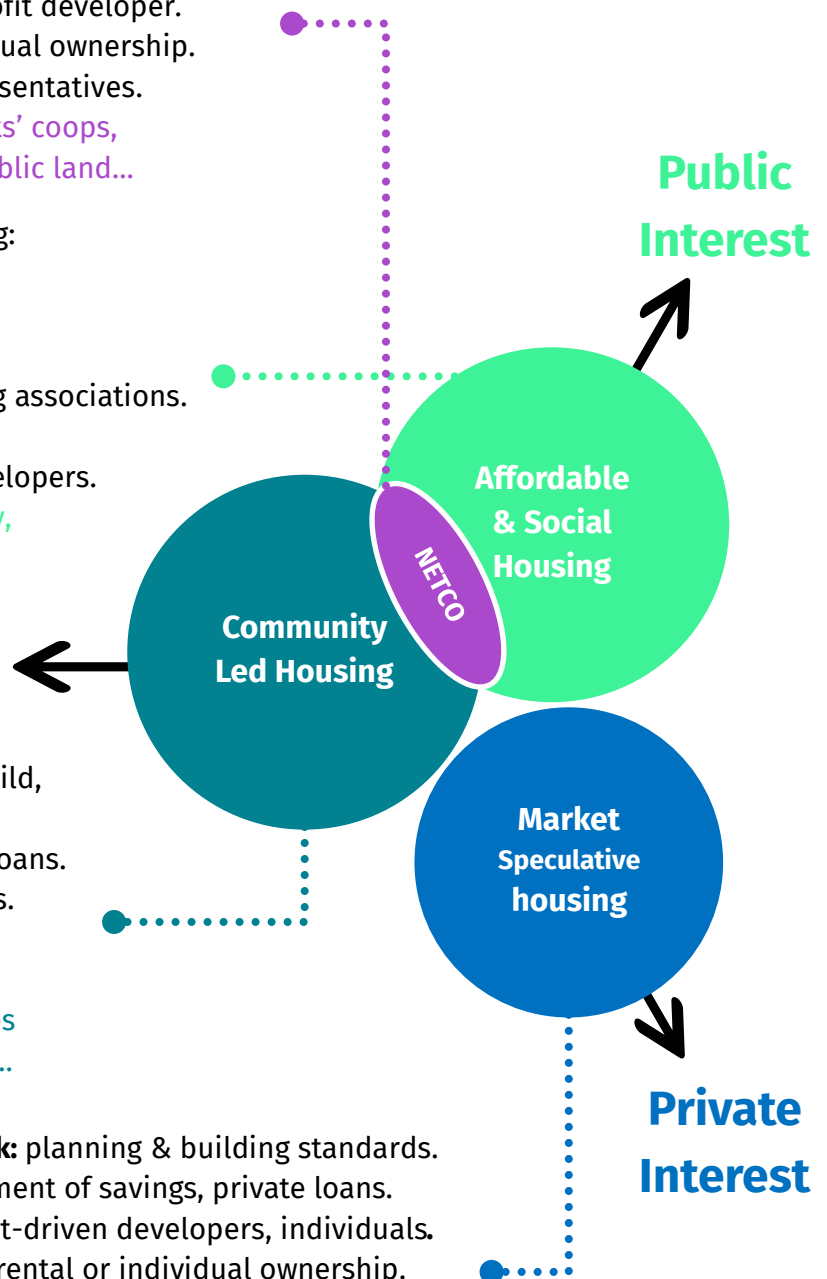 ofit developer.
ual ownership.
sentatives.
ts’ coops,
blic land...
Public
Interest
g:
g associations.
elopers.
y,
Affordable
& Social
Housing
NETCO
Community
Led Housing
ild,
oans.
s.
Market
Speculative
housing
es
..
k: planning & building standards.
ment of savings, private loans.
t-driven developers, individuals.
rental or individual ownership.
Private
Interest